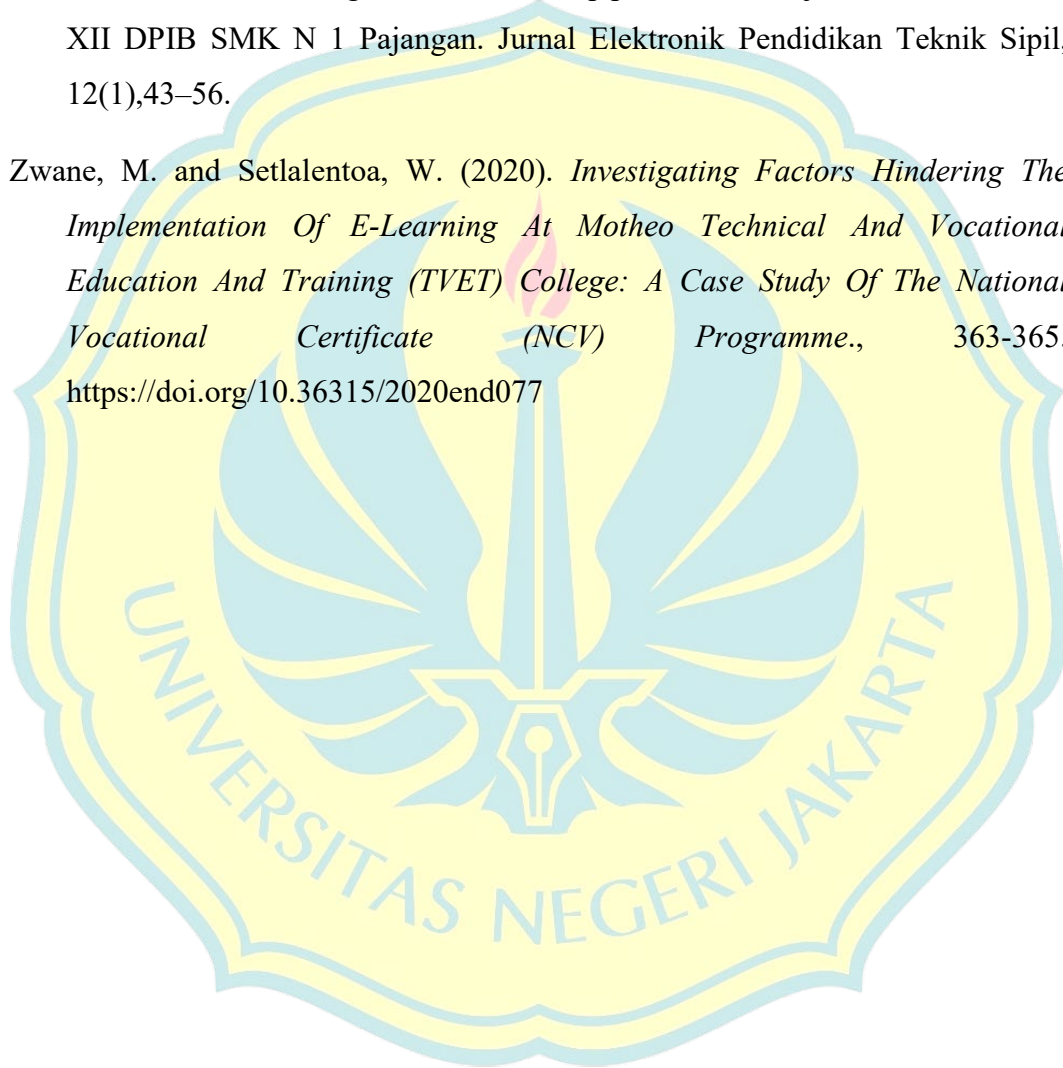 XII DPIB SMK N 1 Pajangan. Jurnal Elektronik Pendidikan Teknik Sipil,
12(1),43–56.
Zwane, M. and Setlalentoa, W. (2020). Investigating Factors Hindering The
Implementation Of E-Learning At Motheo Technical And Vocational
Education And Training (TVET) College: A Case Study Of The National
Vocational Certificate (NCV) Programme., 363-365.
https://doi.org/10.36315/2020end077
UNIVERSITAS NEGERI JAKARTA